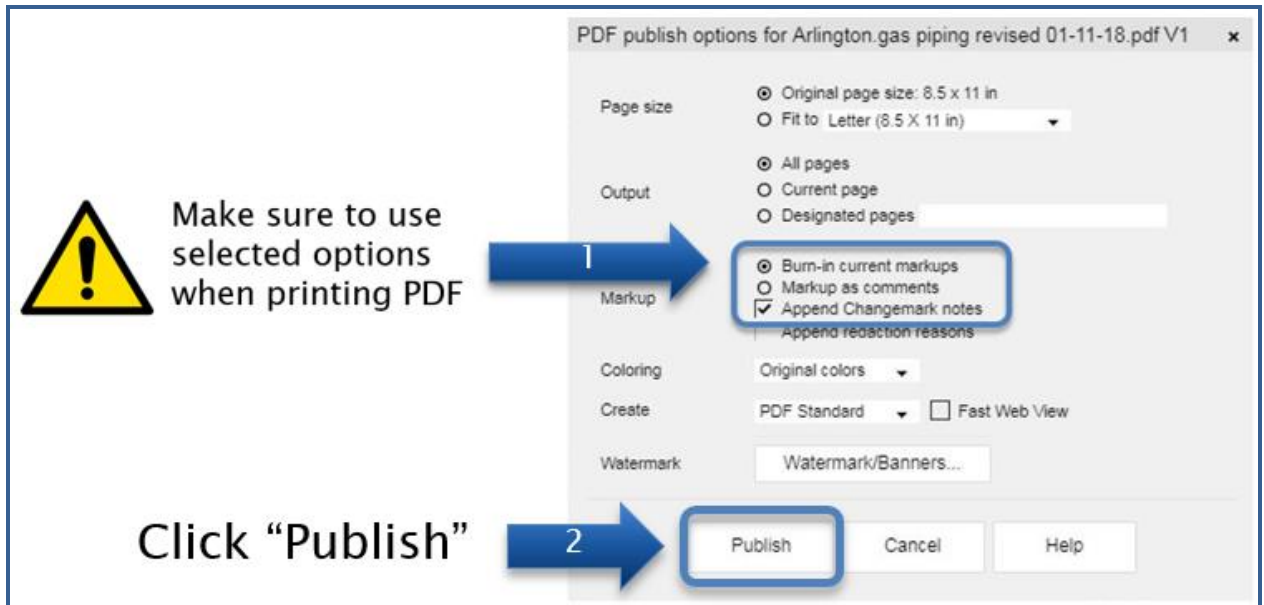 PDF publish options for Arlington.gas piping revised 01-11-18.pdf V1 ×
Page size
Original page size: 8.5 x 11 in
Fit to Letter (8.5 X 11 in)
Output
All pages
Current page
Designated pages
Make sure to use
selected options
when printing PDF
1
Markup
Burn-in current markups
Markup as comments
Append Changemark notes
Append redaction reasons
Coloring
Original colors
Create
PDF Standard
Fast Web View
Watermark
Watermark/Banners...
Click “Publish”
2
Publish
Cancel
Help